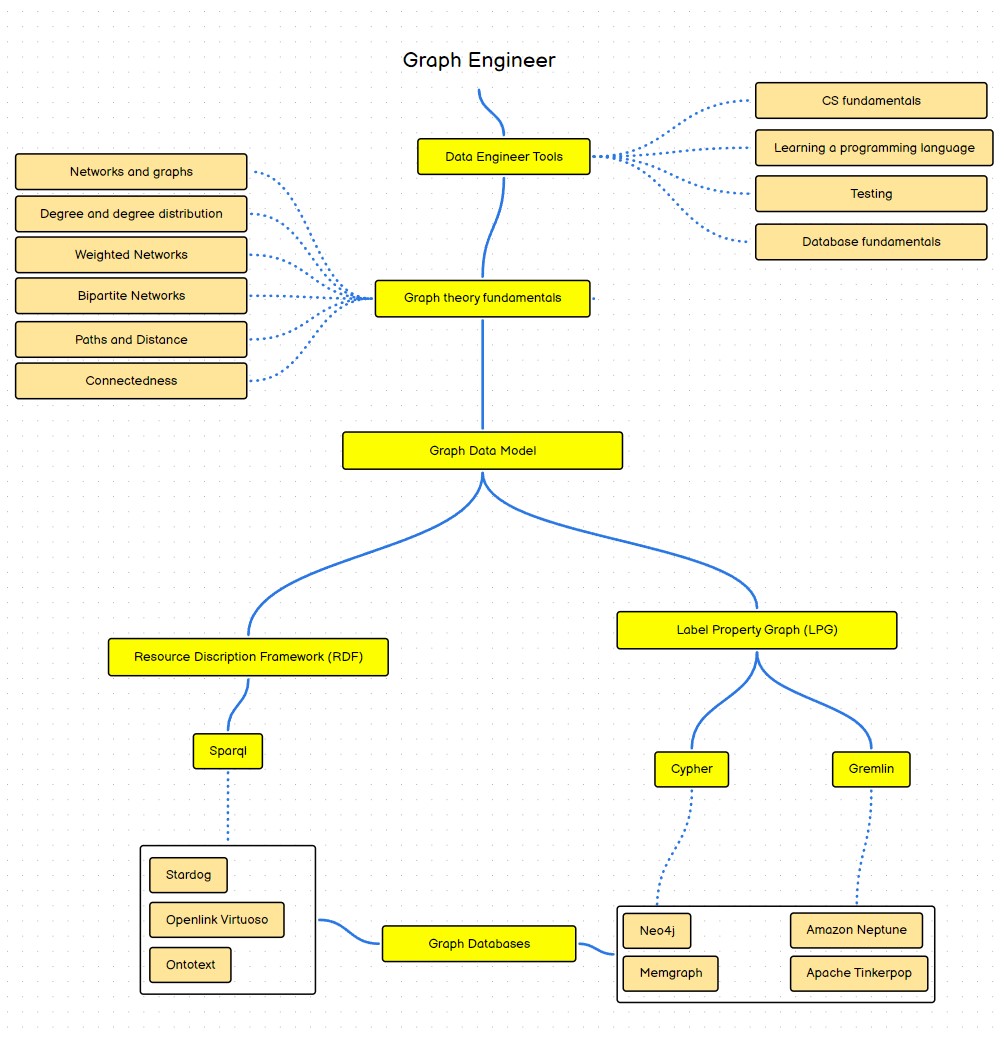 Graph Engineer
Data Engineer Tools
CS fundamentals
Learning a programming language
Testing
Database fundamentals
Graph theory fundamentals
Networks and graphs
Degree and degree distribution
Weighted Networks
Bipartite Networks
Paths and Distance
Connectedness
Graph Data Model
Resource Discription Framework (RDF)
Label Property Graph (LPG)
Sparql
Cypher
Gremlin
Stardog
Openlink Virtuoso
Ontotext
Graph Databases
Neo4j
Memgraph
Amazon Neptune
Apache Tinkerpop